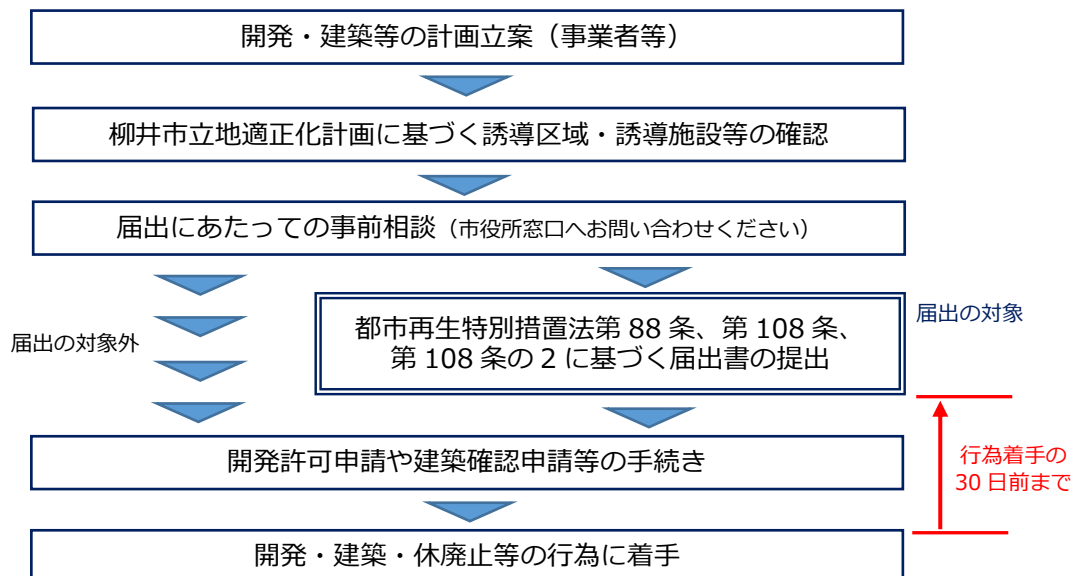 開発・建築等の計画立案（事業者等）
柳井市立地適正化計画に基づく誘導区域・誘導施設等の確認
届出にあたっての事前相談（市役所窓口へお問い合わせください）
届出の対象外
都市再生特別措置法第 88 条、第 108 条、
第 108 条の 2 に基づく届出書の提出
届出の対象
開発許可申請や建築確認申請等の手続き
行為着手の
30 日前まで
開発・建築・休廃止等の行為に着手